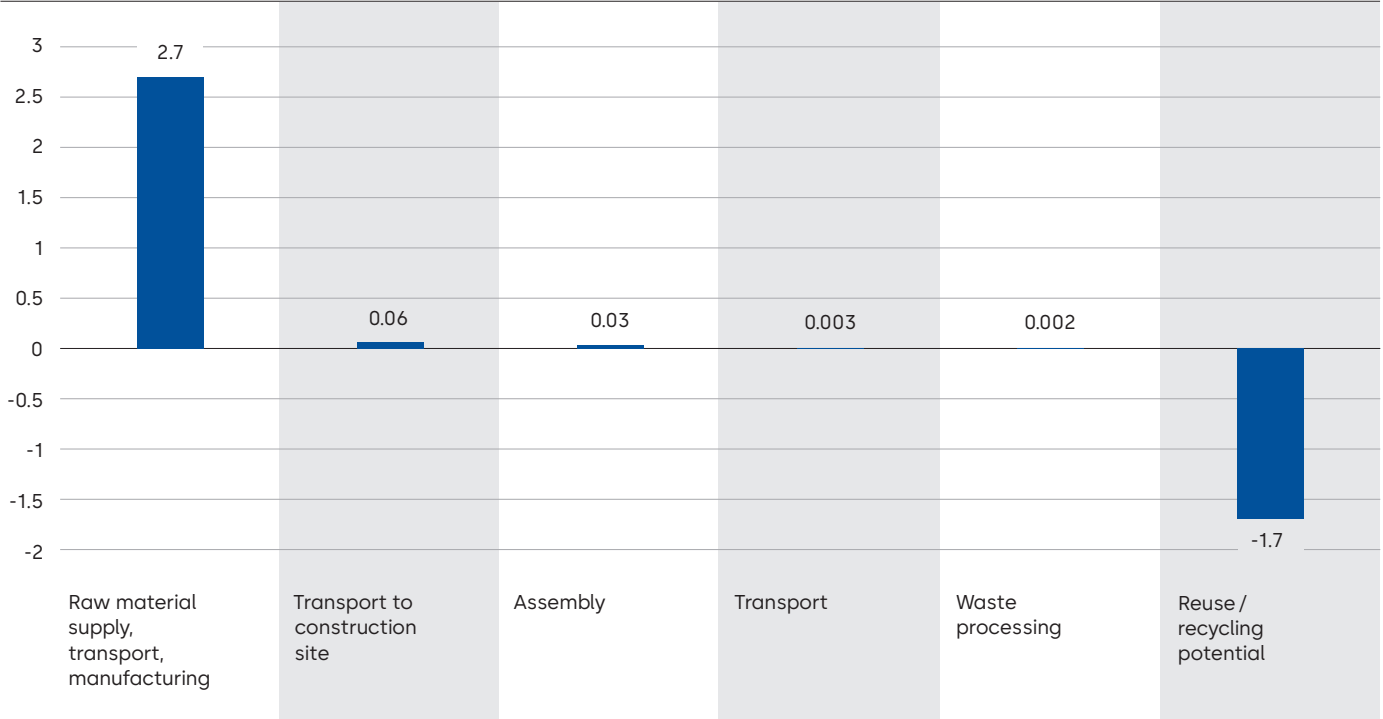 3
2.5
2
1.5
1
0.5
0
-0.5
-1
-1.5
-2
2.7
0.06
0.03
0.003
0.002
-1.7
Raw material
supply,
transport,
manufacturing
Transport to
construction
site
Assembly
Transport
Waste
processing
Reuse /
recycling
potential